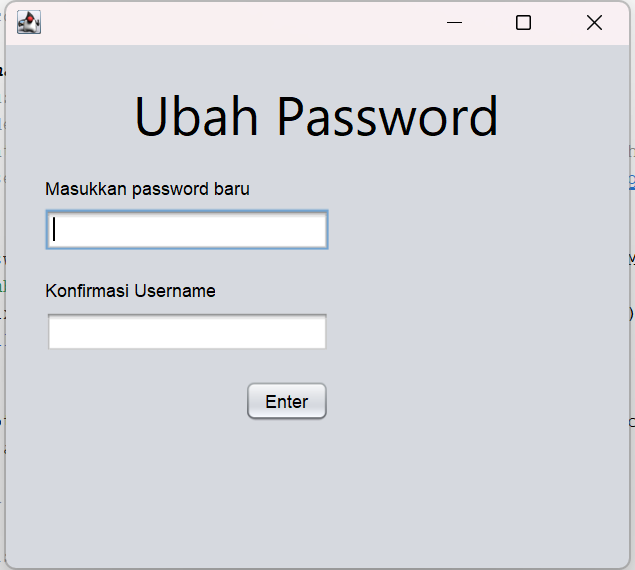 Ubah Password
Masukkan password baru
Konfirmasi Username
Enter